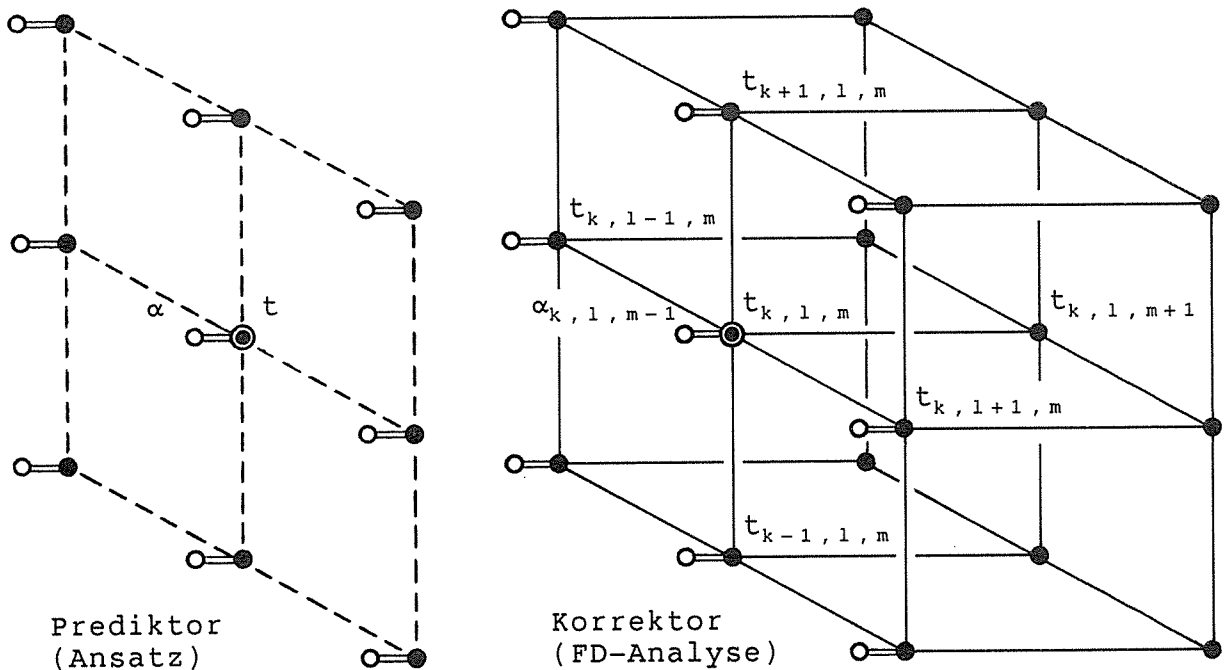 α t
Prediktor
(Ansatz)
t k+1,l,m
t k,l-1,m
α k,l,m-1
t k,l,m
t k,l,m+1
t k,l+1,m
t k-1,l,m
Korrektor
(FD-Analyse)